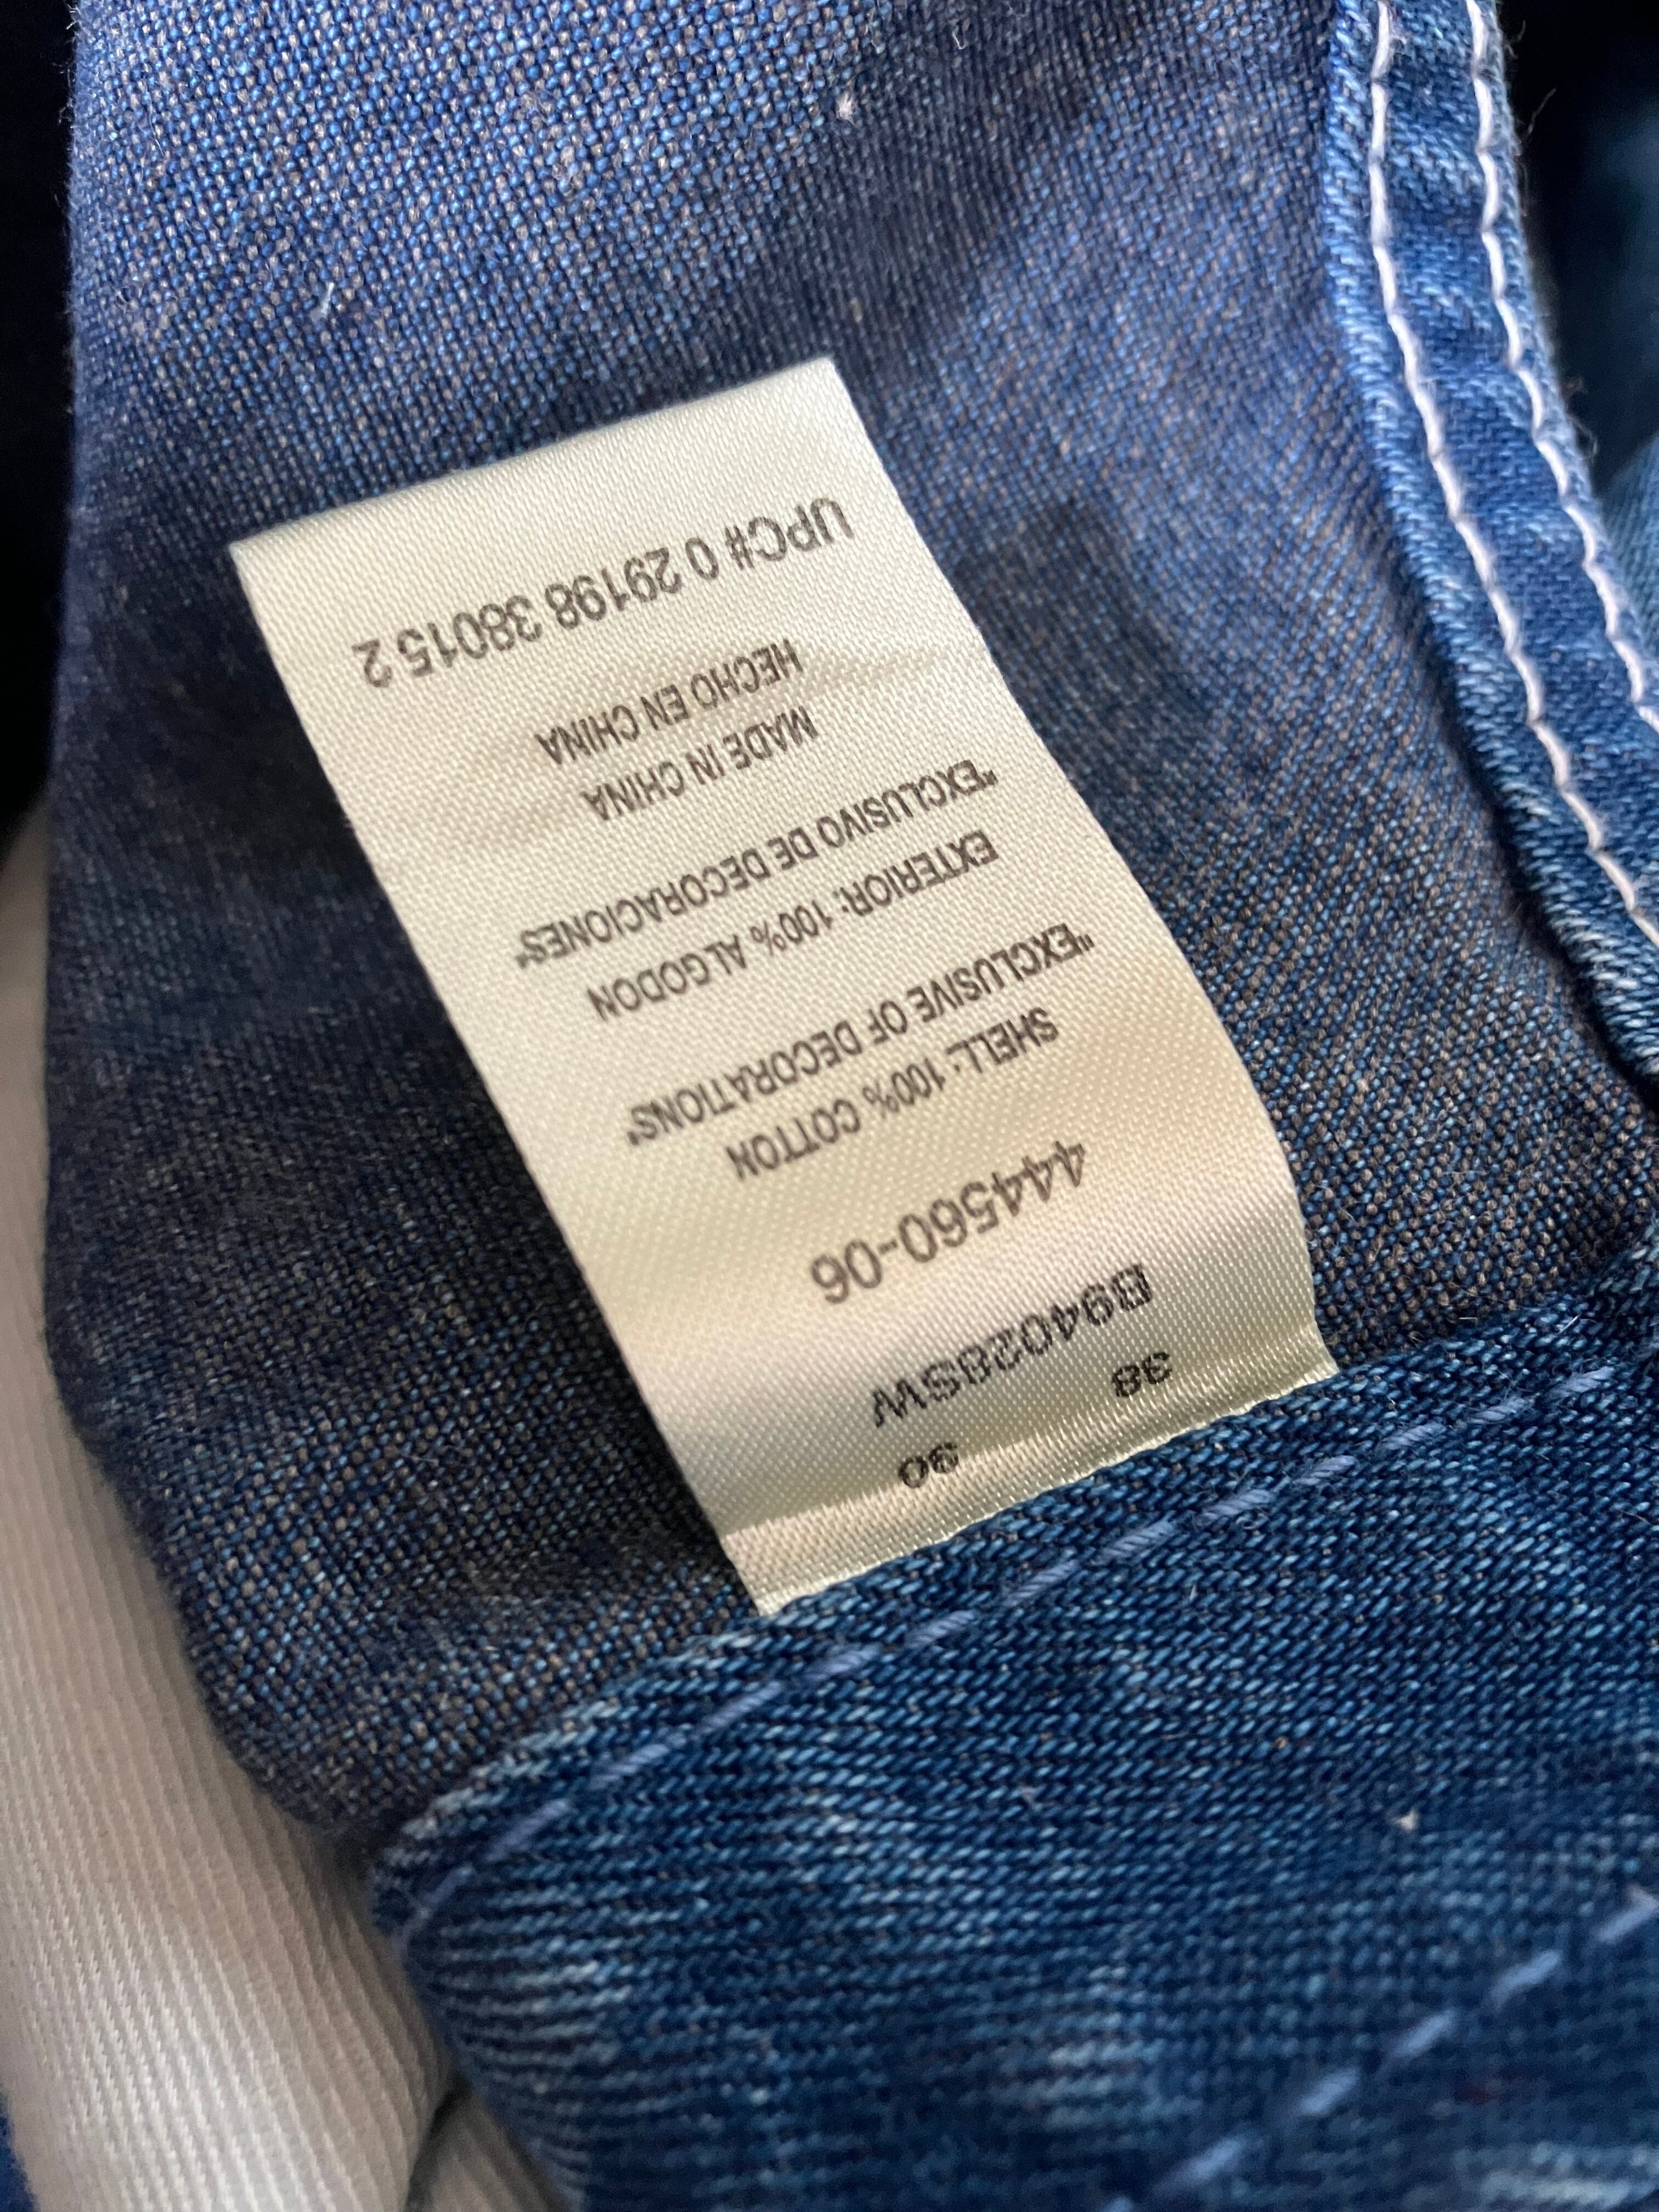 38 30
B94028SW
444560-06
SHELL: 100% COTTON
"EXCLUSIVE OF DECORATIONS"
EXTERIOR: 100% ALGODON
"EXCLUSIVO DE DECORACIONES"
MADE IN CHINA
HECHO EN CHINA
UPC# 0 29198 38015 2